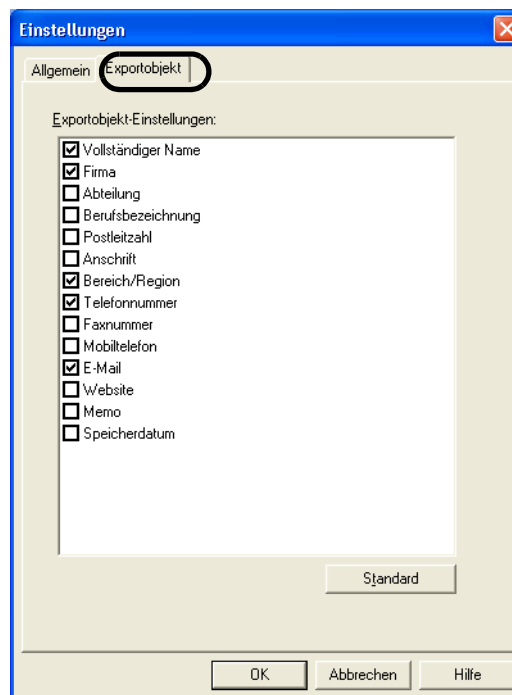 Einstellungen
Allgemein Exportobjekt
Exportobjekt-Einstellungen:
Vollständiger Name
Firma
Abteilung
Berufsbezeichnung
Postleitzahl
Anschrift
Bereich/Region
Telefonnummer
Faxnummer
Mobiltelefon
E-Mail
Website
Memo
Speicherdatum
Standard
OK Abbrechen Hilfe